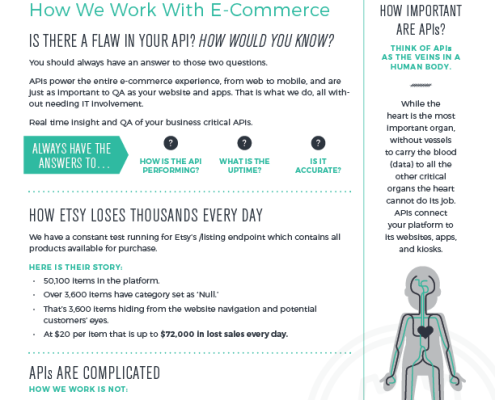 How We Work With E-Commerce
IS THERE A FLAW IN YOUR API? HOW WOULD YOU KNOW?
You should always have an answer to those two questions.
APIs power the entire e-commerce experience, from web to mobile, and are
just as important to QA as your website and apps. That is what we do, all with-
out needing IT involvement.
Real time insight and QA of your business critical APIs.
ALWAYS HAVE THE
ANSWERS TO...
?
HOW IS THE API
PERFORMING?
?
WHAT IS THE
UPTIME?
?
IS IT
ACCURATE?
HOW ETSY LOSES THOUSANDS EVERY DAY
We have a constant test running for Etsy's /listing endpoint which contains all
products available for purchase.
HERE IS THEIR STORY:
• 50,100 items in the platform.
• Over 3,600 items have category set as 'Null.'
• That's 3,600 items hiding from the website navigation and potential
customers' eyes.
• At $20 per item that is up to $72,000 in lost sales every day.
APIs ARE COMPLICATED
HOW WE WORK IS NOT:
HOW IMPORTANT
ARE APIs?
THINK OF APIs
AS THE VEINS IN A
HUMAN BODY.
While the
heart is the most
important organ,
without vessels
to carry the blood
(data) to all the
other critical
organs the heart
cannot do its job.
APIs connect
your platform to
its websites, apps,
and kiosks.